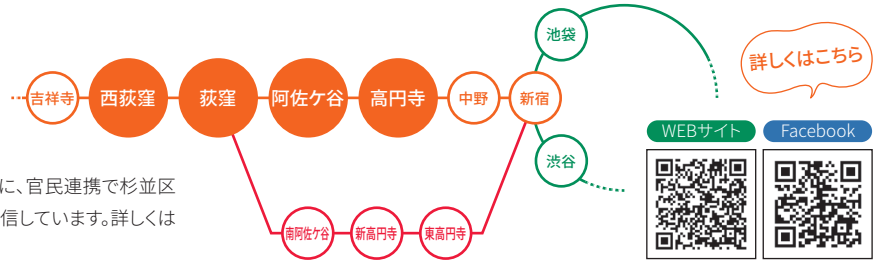 池袋
詳しくはこちら
吉祥寺
西荻窪
荻窪
阿佐ケ谷
高円寺
中野
新宿
WEBサイト
Facebook
渋谷
に、官民連携で杉並区
信しています。詳しくは
南阿佐ケ谷
新高円寺
東高円寺